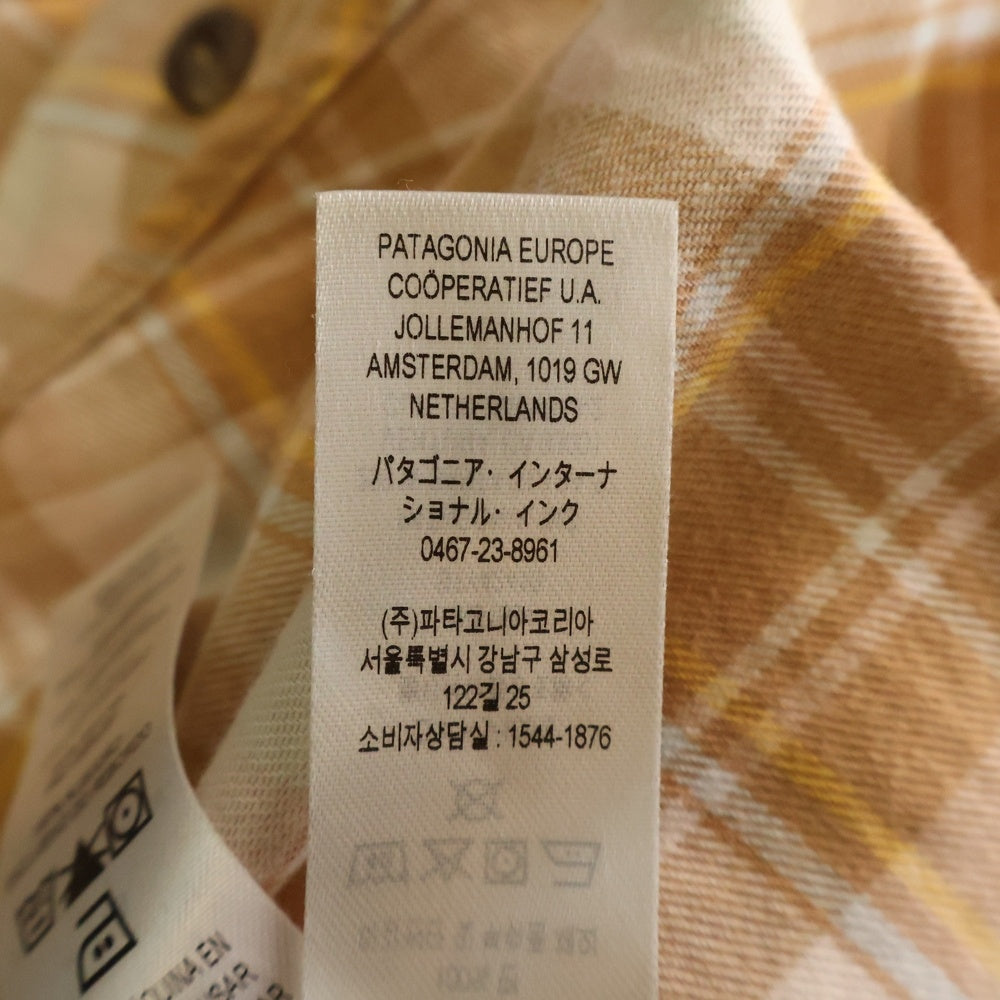 PATAGONIA EUROPE
COÖPERATIEF U.A.
JOLLEMANHOF 11
AMSTERDAM, 1019 GW
NETHERLANDS
パタゴニア・インターナ
ショナル・インク
0467-23-8961
(주)파타고니아코리아
서울특별시 강남구 삼성로
122길 25
소비자상담실 : 1544-1876
EN